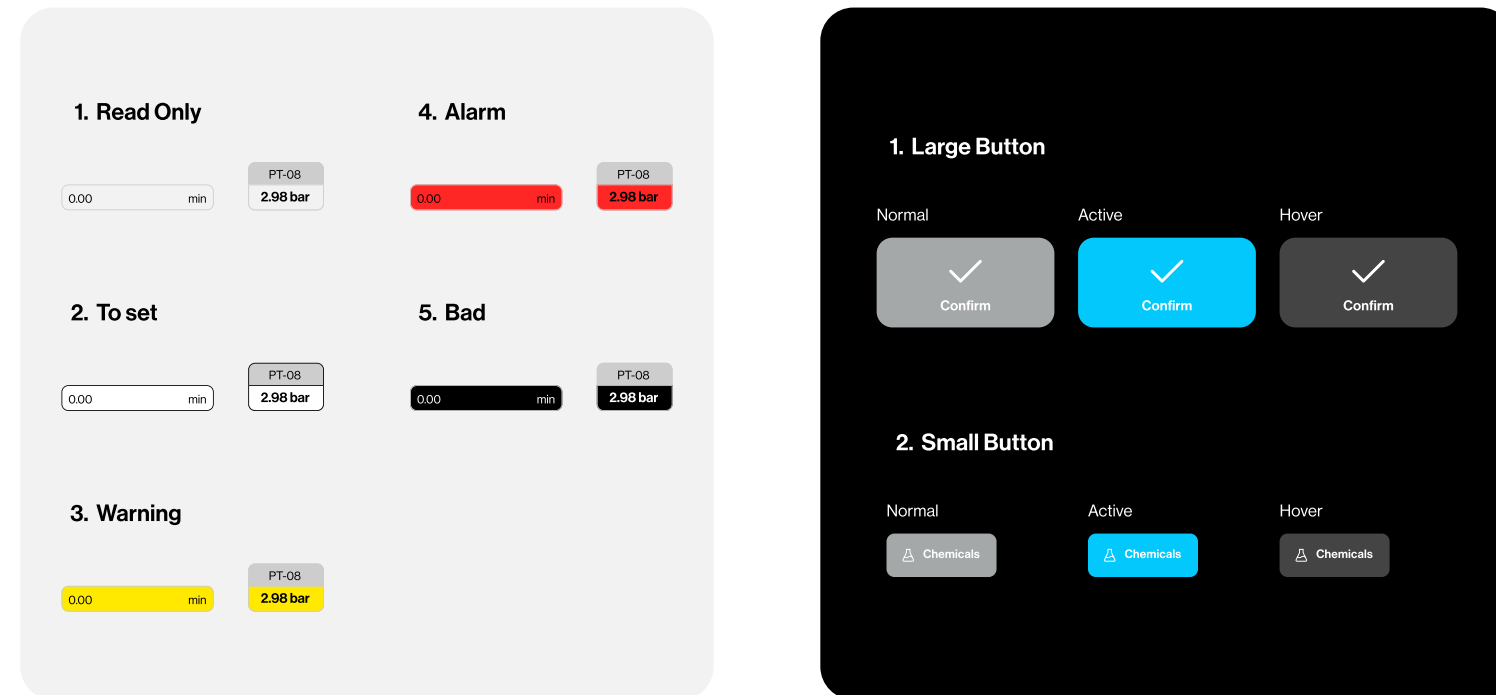 1. Read Only
0.00 min
PT-08
2.98 bar
2. To set
0.00 min
PT-08
2.98 bar
3. Warning
0.00 min
PT-08
2.98 bar
4. Alarm
0.00 min
PT-08
2.98 bar
5. Bad
0.00 min
PT-08
2.98 bar
1. Large Button
Normal
Active
Hover
Confirm
Confirm
Confirm
2. Small Button
Normal
Active
Hover
Chemicals
Chemicals
Chemicals